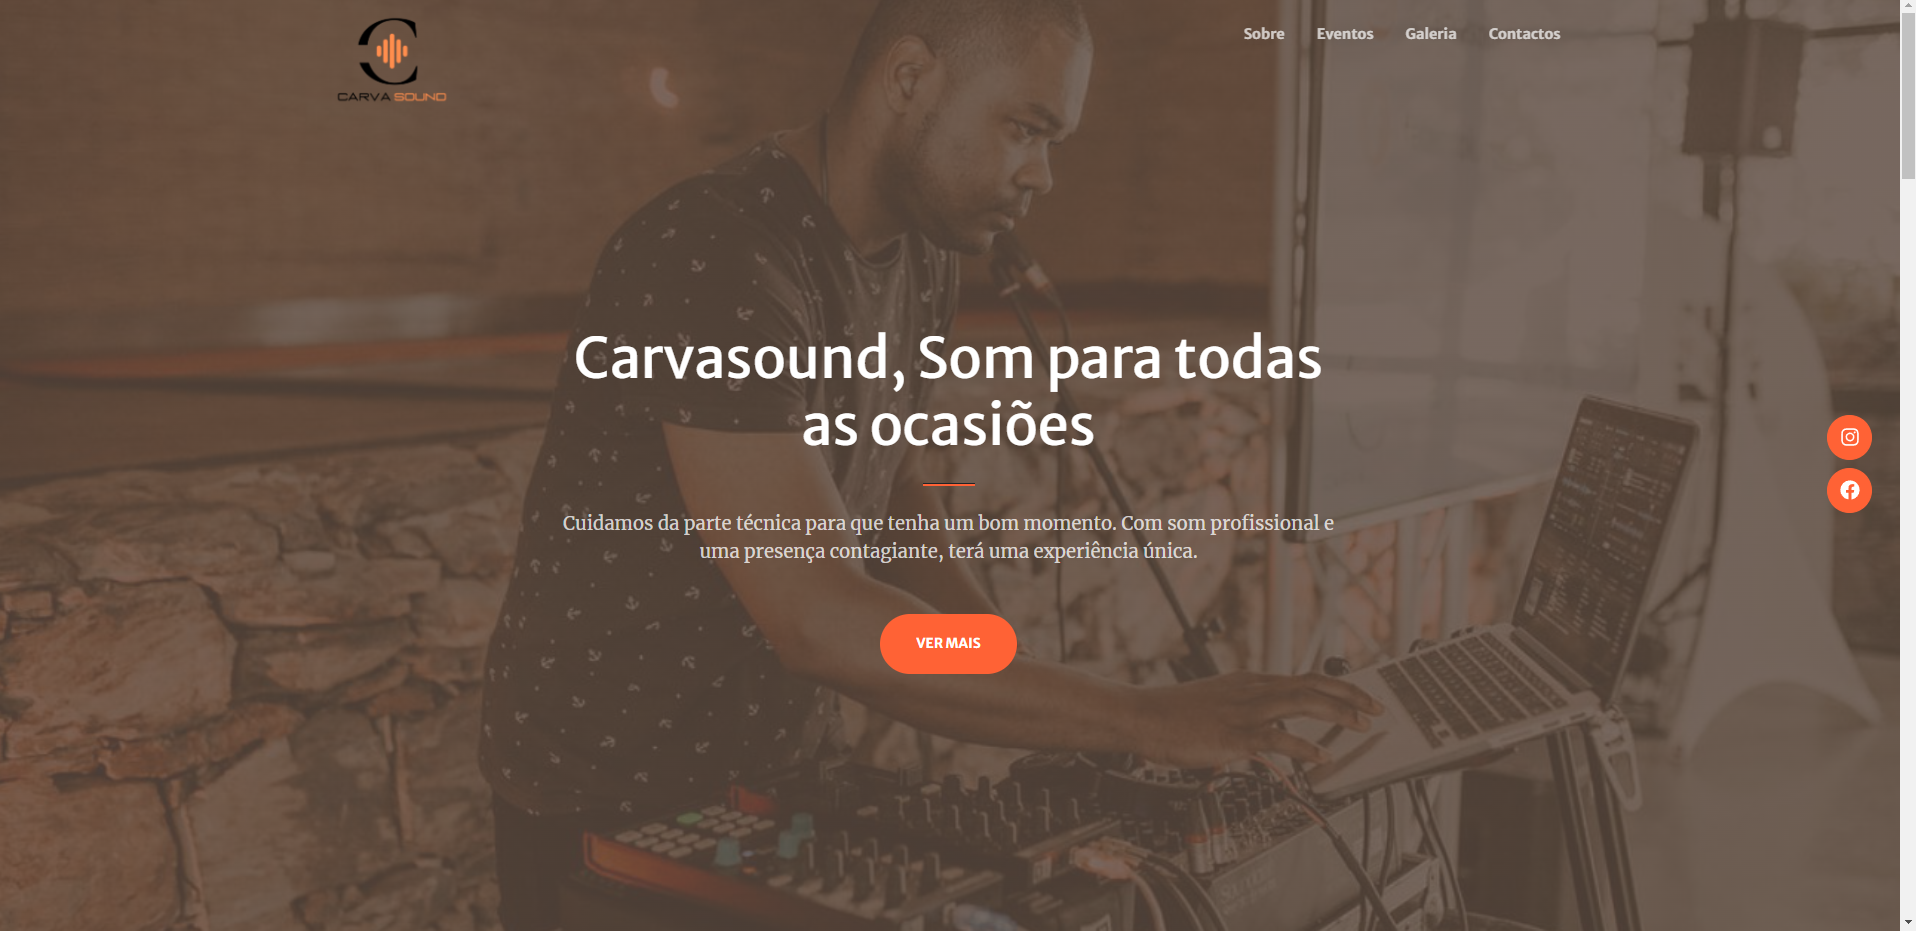 CARVA SOUND
Sobre
Eventos
Galeria
Contactos
Carvasound, Som para todas
as ocasiões
Cuidamos da parte técnica para que tenha um bom momento. Com som profissional e
uma presença contagiante, terá uma experiência única.
VER MAIS